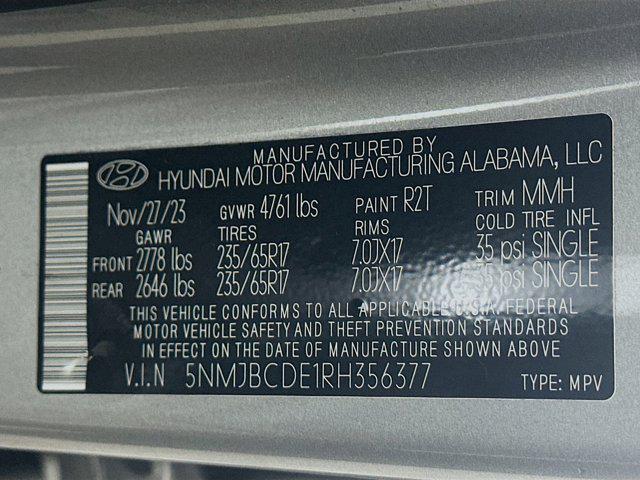 MANUFACTURED BY
HYUNDAI MOTOR MANUFACTURING ALABAMA, LLC
Nov/27/23 GVWR 4761 lbs PAINT R2T TRIM MMH
GAWR TIRES RIMS COLD TIRE INFL
FRONT 2778 lbs 235/65R17 7.0JX17 35 psi SINGLE
REAR 2646 lbs 235/65R17 7.0JX17 35 psi SINGLE
THIS VEHICLE CONFORMS TO ALL APPLICABLE U.S.A. FEDERAL
MOTOR VEHICLE SAFETY AND THEFT PREVENTION STANDARDS
IN EFFECT ON THE DATE OF MANUFACTURE SHOWN ABOVE.
V.I.N 5NMJBCDE1RH356377 TYPE: MPV